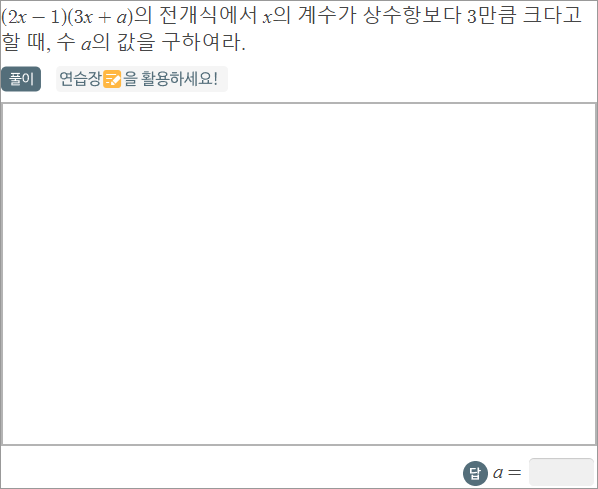 (2x − 1)(3x + a)의 전개식에서 x의 계수가 상수항보다 3만큼 크다고
할 때, 수 a의 값을 구하여라.
풀이 연습장을 활용하세요!
답 a =